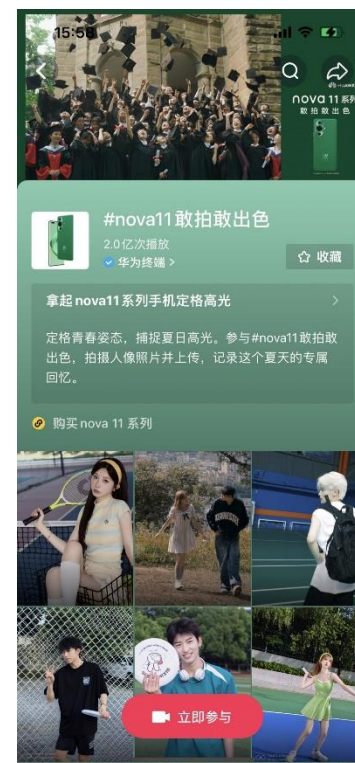 15:58
nova 11 系列
敢拍敢出色
#nova11敢拍敢出色
2.0亿次播放
华为终端
收藏
拿起nova11系列手机定格高光
定格青春姿态，捕捉夏日高光。参与#nova11敢拍敢
出色，拍摄人像照片并上传，记录这个夏天的专属
回忆。
购买nova 11 系列
立即参与